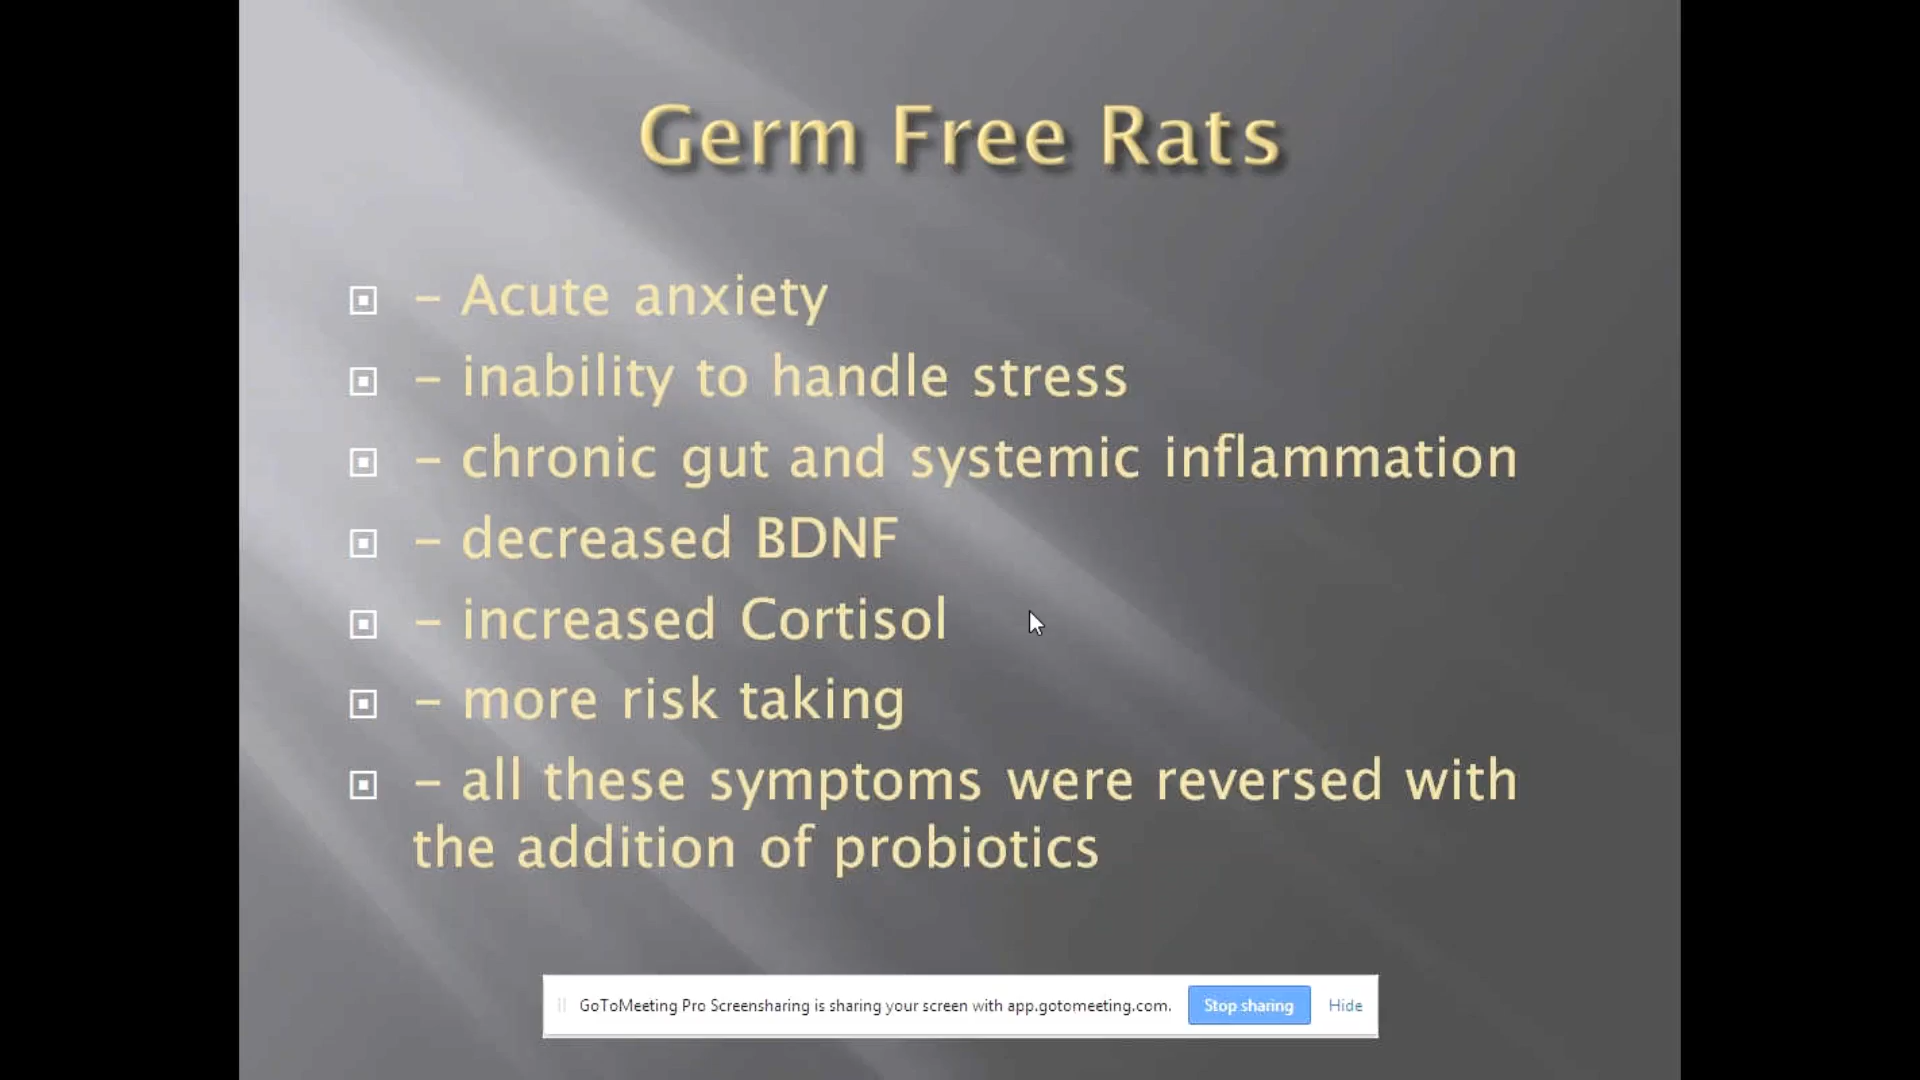 Germ Free Rats
– Acute anxiety
– inability to handle stress
– chronic gut and systemic inflammation
– decreased BDNF
– increased Cortisol
– more risk taking
– all these symptoms were reversed with
the addition of probiotics
GoToMeeting Pro Screensharing is sharing your screen with app.gotomeeting.com. Stop sharing Hide